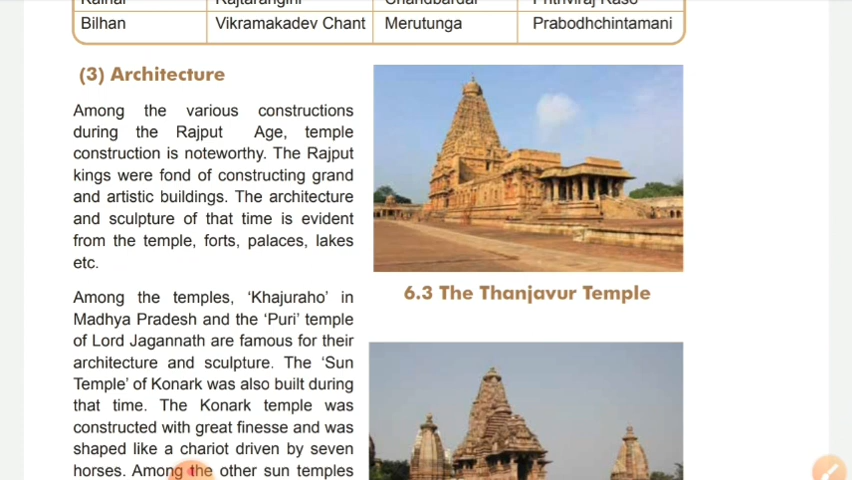 Bilhan Vikramakadev Chant Merutunga Prabodhchintamani
(3) Architecture
Among the various constructions
during the Rajput Age, temple
construction is noteworthy. The Rajput
kings were fond of constructing grand
and artistic buildings. The architecture
and sculpture of that time is evident
from the temple, forts, palaces, lakes
etc.
Among the temples, ‘Khajuraho’ in
Madhya Pradesh and the ‘Puri’ temple
of Lord Jagannath are famous for their
architecture and sculpture. The ‘Sun
Temple’ of Konark was also built during
that time. The Konark temple was
constructed with great finesse and was
shaped like a chariot driven by seven
horses. Among the other sun temples
6.3 The Thanjavur Temple